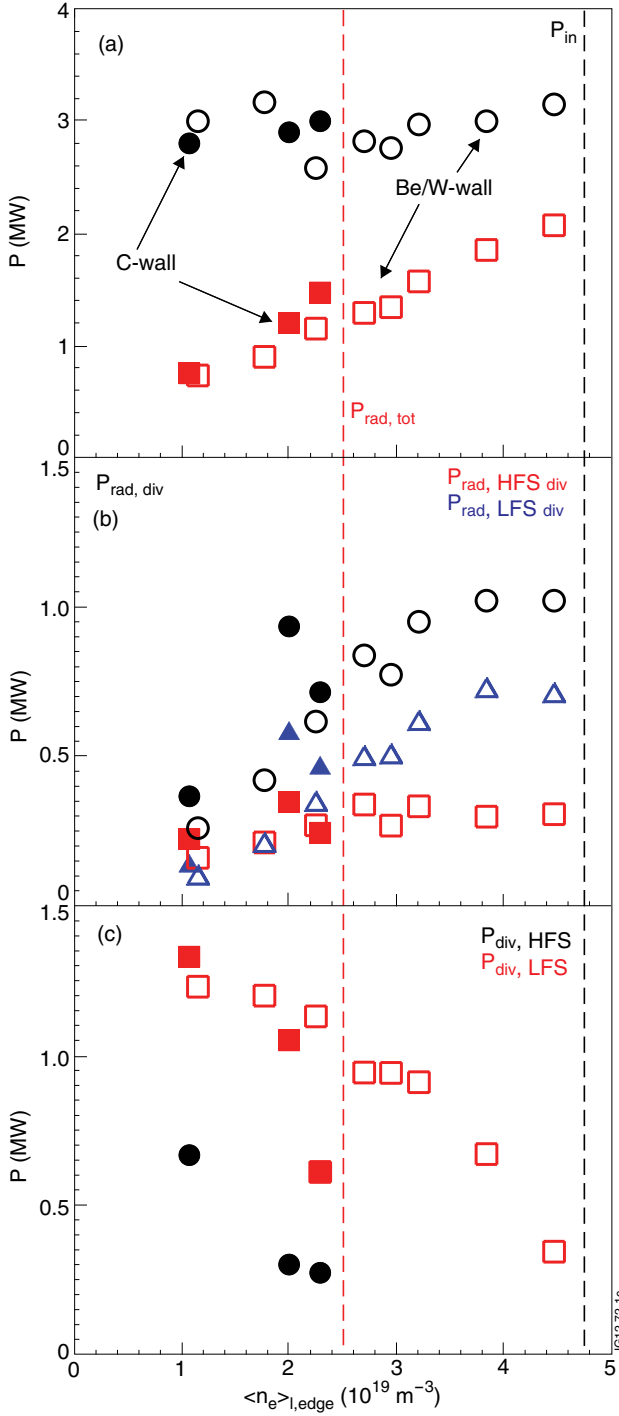 4
(a)
P_in
3
Be/W-wall
P (MW)
2
C-wall
1
P_rad, tot
0
1.5
P_rad, div
P_rad, HFS div
P_rad, LFS div
(b)
1.0
P (MW)
0.5
0
1.5
(c)
P_div, HFS
P_div, LFS
1.0
P (MW)
0.5
0
0 1 2 3 4 5
<n_e>_l,edge (10^19 m^-3)